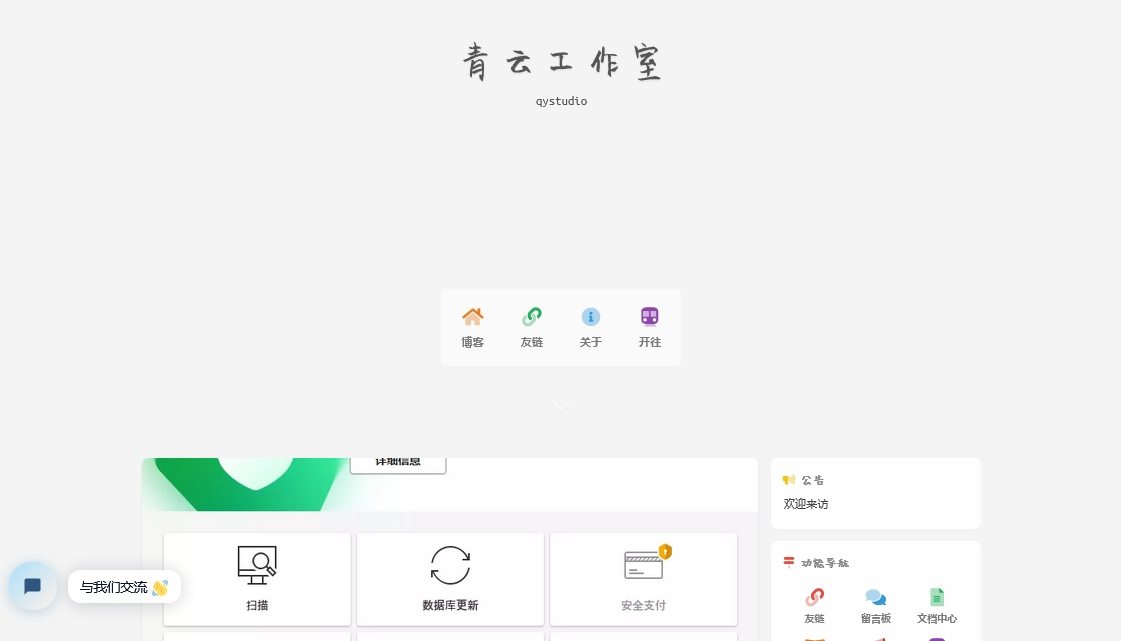 青云工作室
qystudio
博客 友链 关于 开往
详细信息
公告
欢迎来访
功能导航
扫描 数据库更新 安全支付
友链 留言板 文档中心
与我们交流 👋